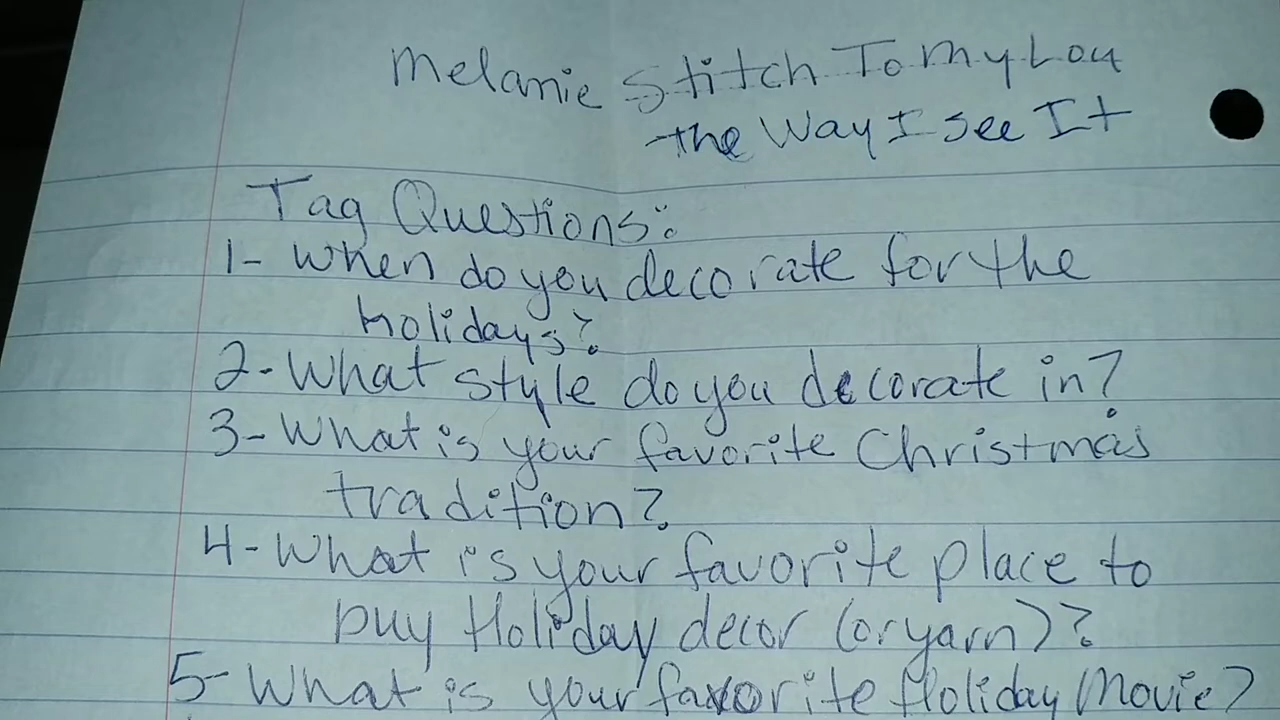 Melanie Stitch To My Lou
the Way I see It
Tag Questions:
1- When do you decorate for the
holidays?
2- What style do you decorate in?
3- What is your favorite Christmas
tradition?
4- What is your favorite place to
buy Holiday decor (or yarn)?
5- What is your favorite Holiday Movie?